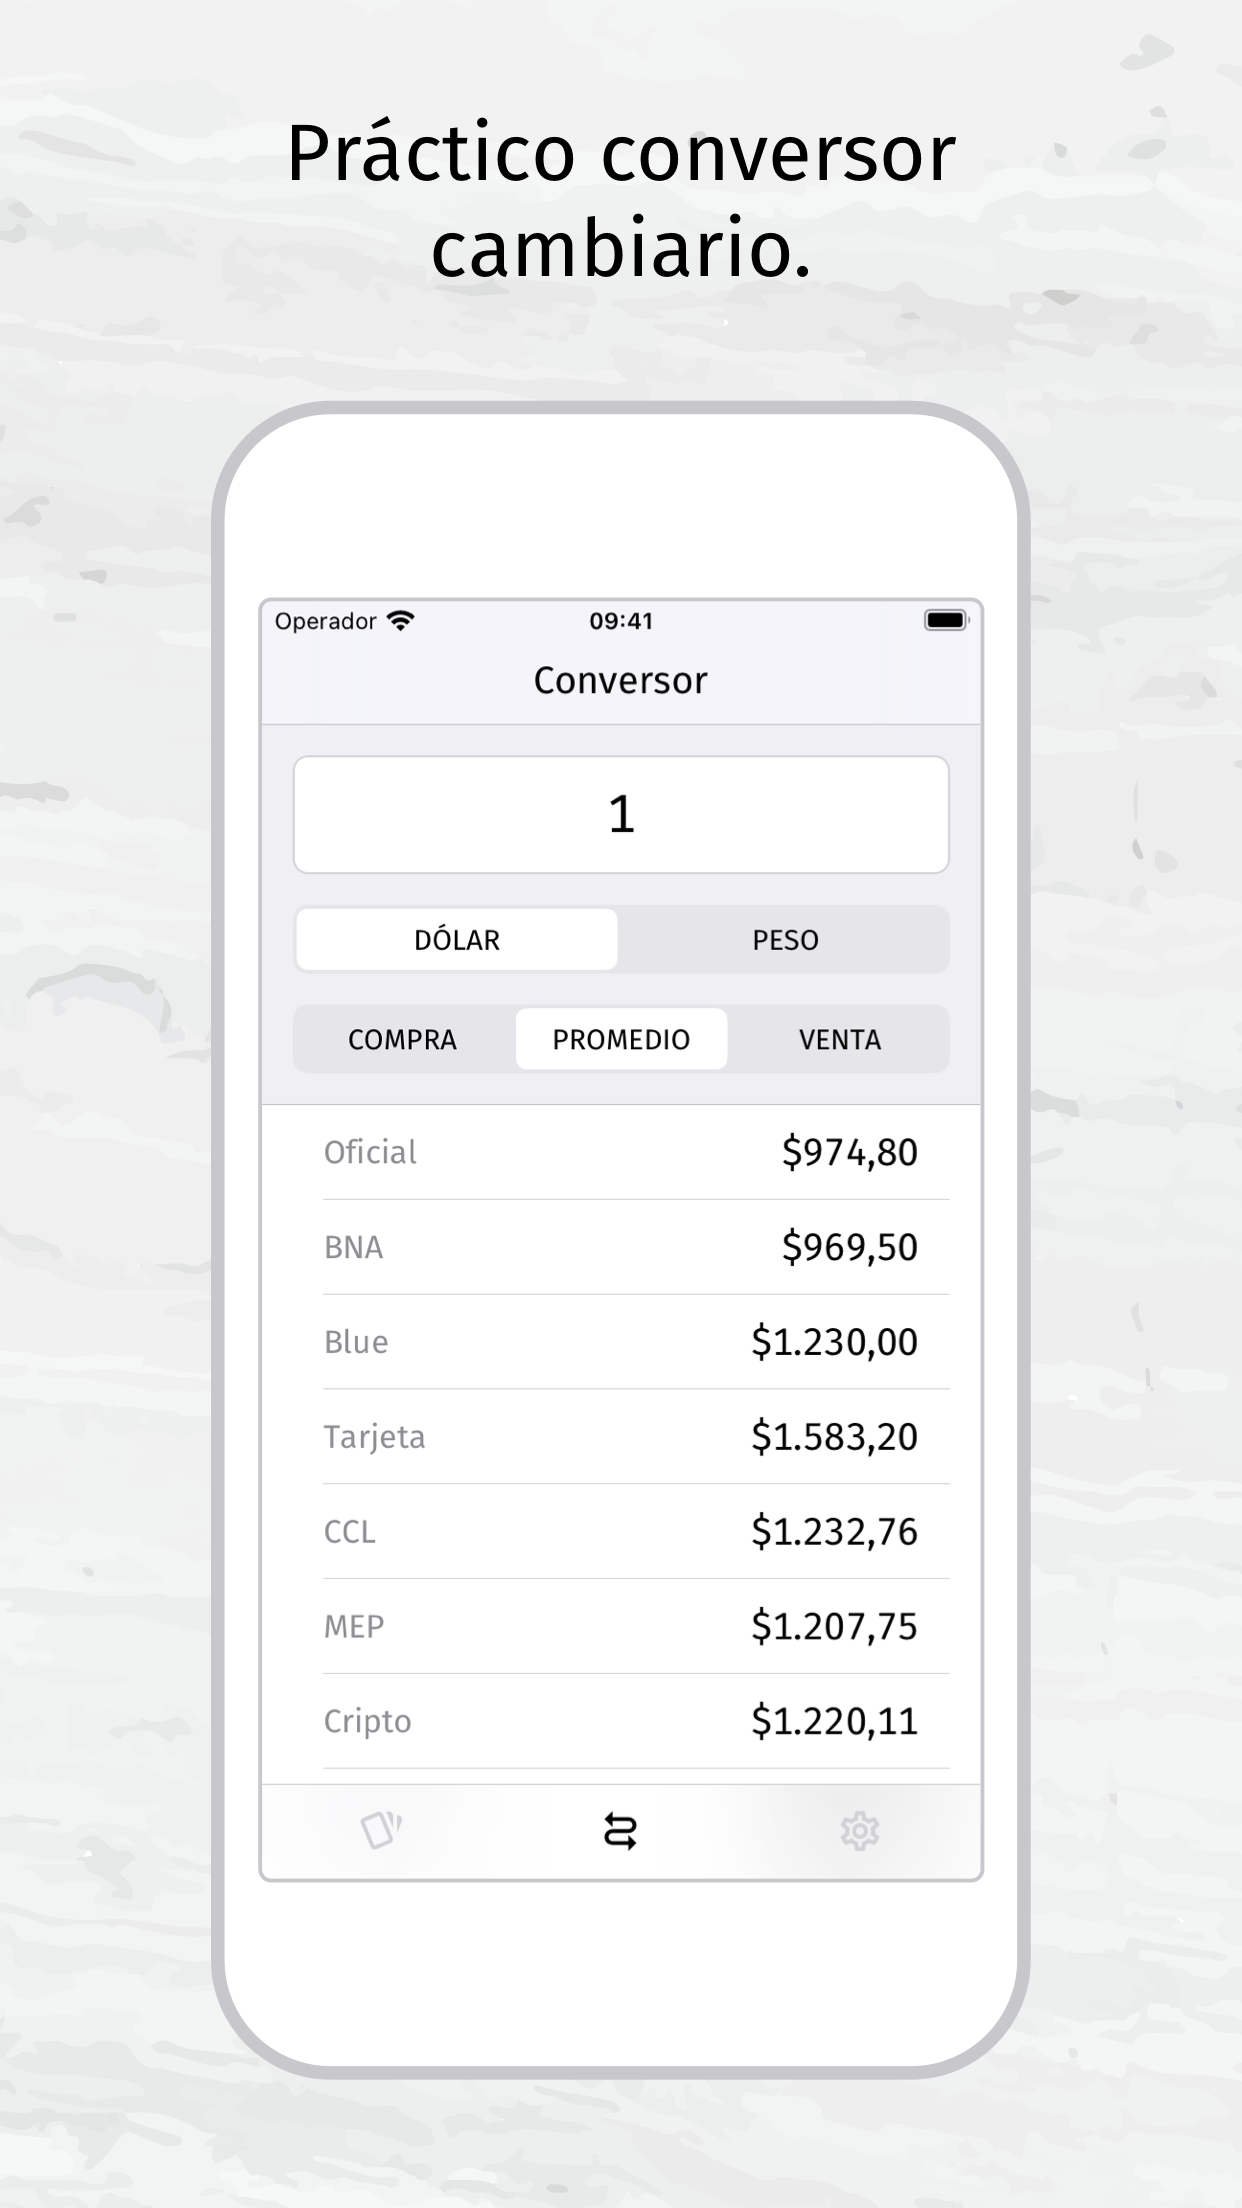 Práctico conversor
cambiario.
Operador 09:41
Conversor
1
DÓLAR PESO
COMPRA PROMEDIO VENTA
Oficial $974,80
BNA $969,50
Blue $1.230,00
Tarjeta $1.583,20
CCL $1.232,76
MEP $1.207,75
Cripto $1.220,11